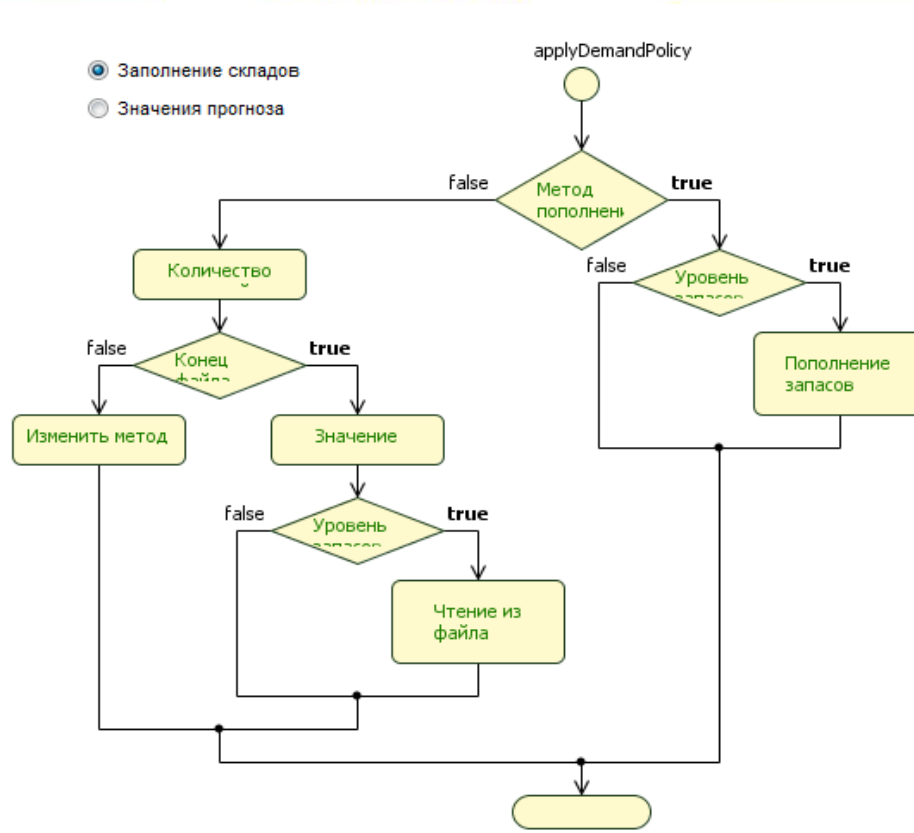 applyDemandPolicy
Заполнение складов
Значения прогноза
false
true
Метод
false
true
Количество
Уровень
false
true
Конец
Пополнение
запасов
Изменить метод
Значение
false
true
Уровень
Чтение из
файла